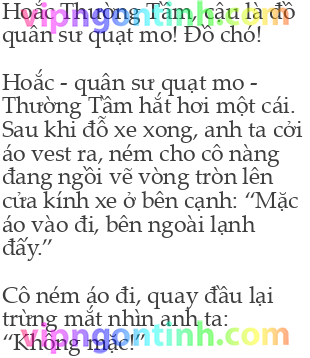 Hoắc Thường Tầm, cậu là đồ
quân sư quạt mo! Đồ chó!
vipngontinh.com
Hoắc - quân sư quạt mo -
Thường Tâm hắt hơi một cái.
Sau khi đỗ xe xong, anh ta cởi
áo vest ra, ném cho cô nàng
đang ngồi vẽ vòng tròn lên
cửa kính xe ở bên cạnh: “Mặc
áo vào đi, bên ngoài lạnh
đấy.”
Cô ném áo đi, quay đầu lại
trừng mắt nhìn anh ta:
“Không mặc!”
vipngontinh.com